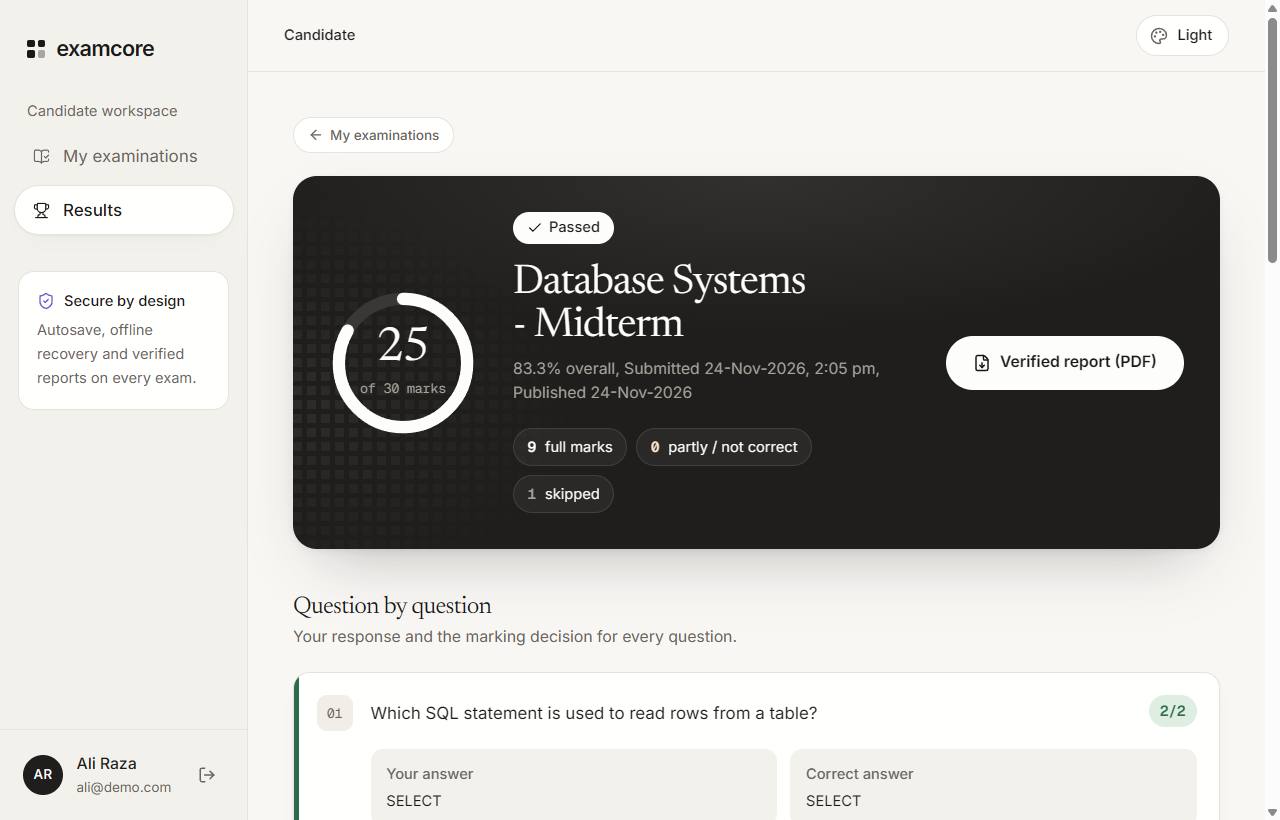 examcore
Candidate workspace
My examinations
Results
Secure by design
Autosave, offline
recovery and verified
reports on every exam.
AR
Ali Raza
ali@demo.com
Candidate
Light
My examinations
25
of 30 marks
Passed
Database Systems
- Midterm
83.3% overall, Submitted 24-Nov-2026, 2:05 pm,
Published 24-Nov-2026
9 full marks
0 partly / not correct
1 skipped
Verified report (PDF)
Question by question
Your response and the marking decision for every question.
01
Which SQL statement is used to read rows from a table?
2/2
Your answer
SELECT
Correct answer
SELECT